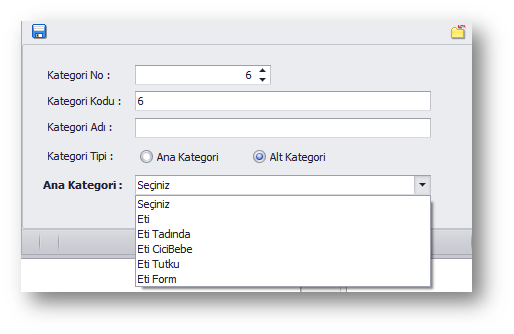 Kategori No :
6
Kategori Kodu :
6
Kategori Adı :
Kategori Tipi :
Ana Kategori
Alt Kategori
Ana Kategori :
Seçiniz
Seçiniz
Eti
Eti Tadında
Eti CiciBebe
Eti Tutku
Eti Form